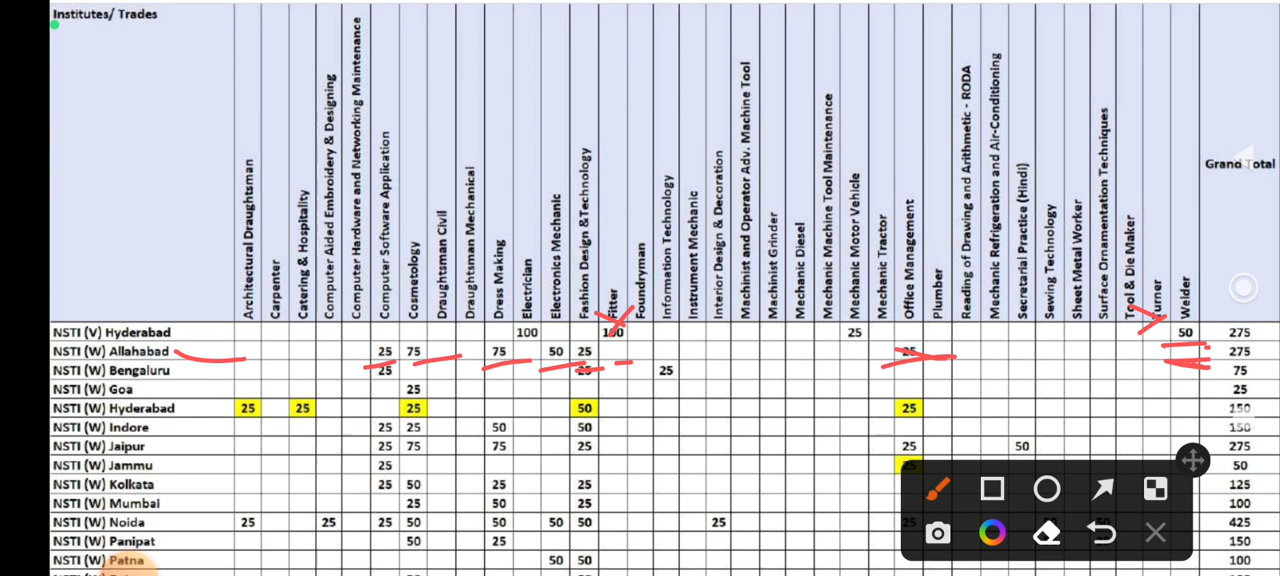 Institutes/ Trades
Architectural Draughtsman
Carpenter
Catering & Hospitality
Computer Aided Embroidery & Designing
Computer Hardware and Networking Maintenance
Computer Software Application
Cosmetology
Draughtsman Civil
Draughtsman Mechanical
Dress Making
Electrician
Electronics Mechanic
Fashion Design &Technology
Fitter
Foundryman
Information Technology
Instrument Mechanic
Interior Design & Decoration
Machinist and Operator Adv. Machine Tool
Machinist Grinder
Mechanic Diesel
Mechanic Machine Tool Maintenance
Mechanic Motor Vehicle
Mechanic Tractor
Office Management
Plumber
Reading of Drawing and Arithmetic - RODA
Mechanic Refrigeration and Air-Conditioning
Secretarial Practice (Hindi)
Sewing Technology
Sheet Metal Worker
Surface Ornamentation Techniques
Tool & Die Maker
Turner
Welder
Grand Total
NSTI (V) Hyderabad 100 100 25 50 275
NSTI (W) Allahabad 25 75 75 50 25 25 275
NSTI (W) Bengaluru 25 25 25 75
NSTI (W) Goa 25 25
NSTI (W) Hyderabad 25 25 25 50 25 150
NSTI (W) Indore 25 25 50 50 150
NSTI (W) Jaipur 25 75 75 25 25 50 275
NSTI (W) Jammu 25 25 50
NSTI (W) Kolkata 25 50 25 25 125
NSTI (W) Mumbai 25 50 25 100
NSTI (W) Noida 25 25 25 50 50 50 50 25 25 425
NSTI (W) Panipat 50 25 150
NSTI (W) Patna 50 50 100